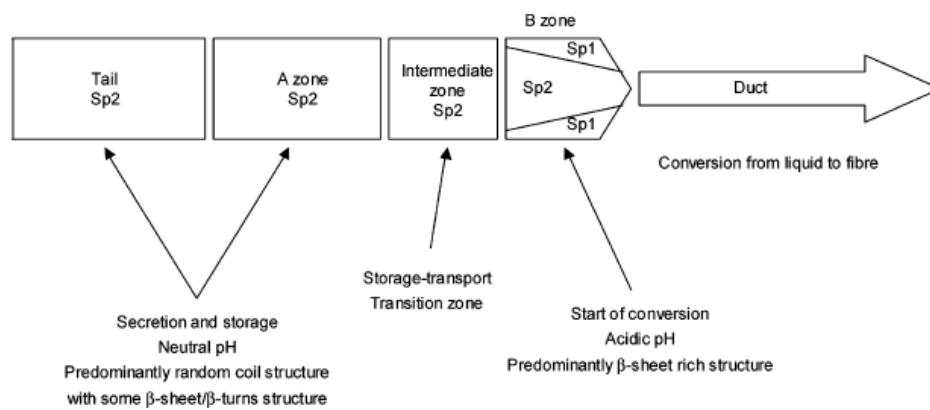 B zone
Tail
Sp2
A zone
Sp2
Intermediate
zone
Sp2
Sp1
Sp2
Sp1
Duct
Conversion from liquid to fibre
Storage-transport
Transition zone
Secretion and storage
Neutral pH
Predominantly random coil structure
with some β-sheet/β-turns structure
Start of conversion
Acidic pH
Predominantly β-sheet rich structure